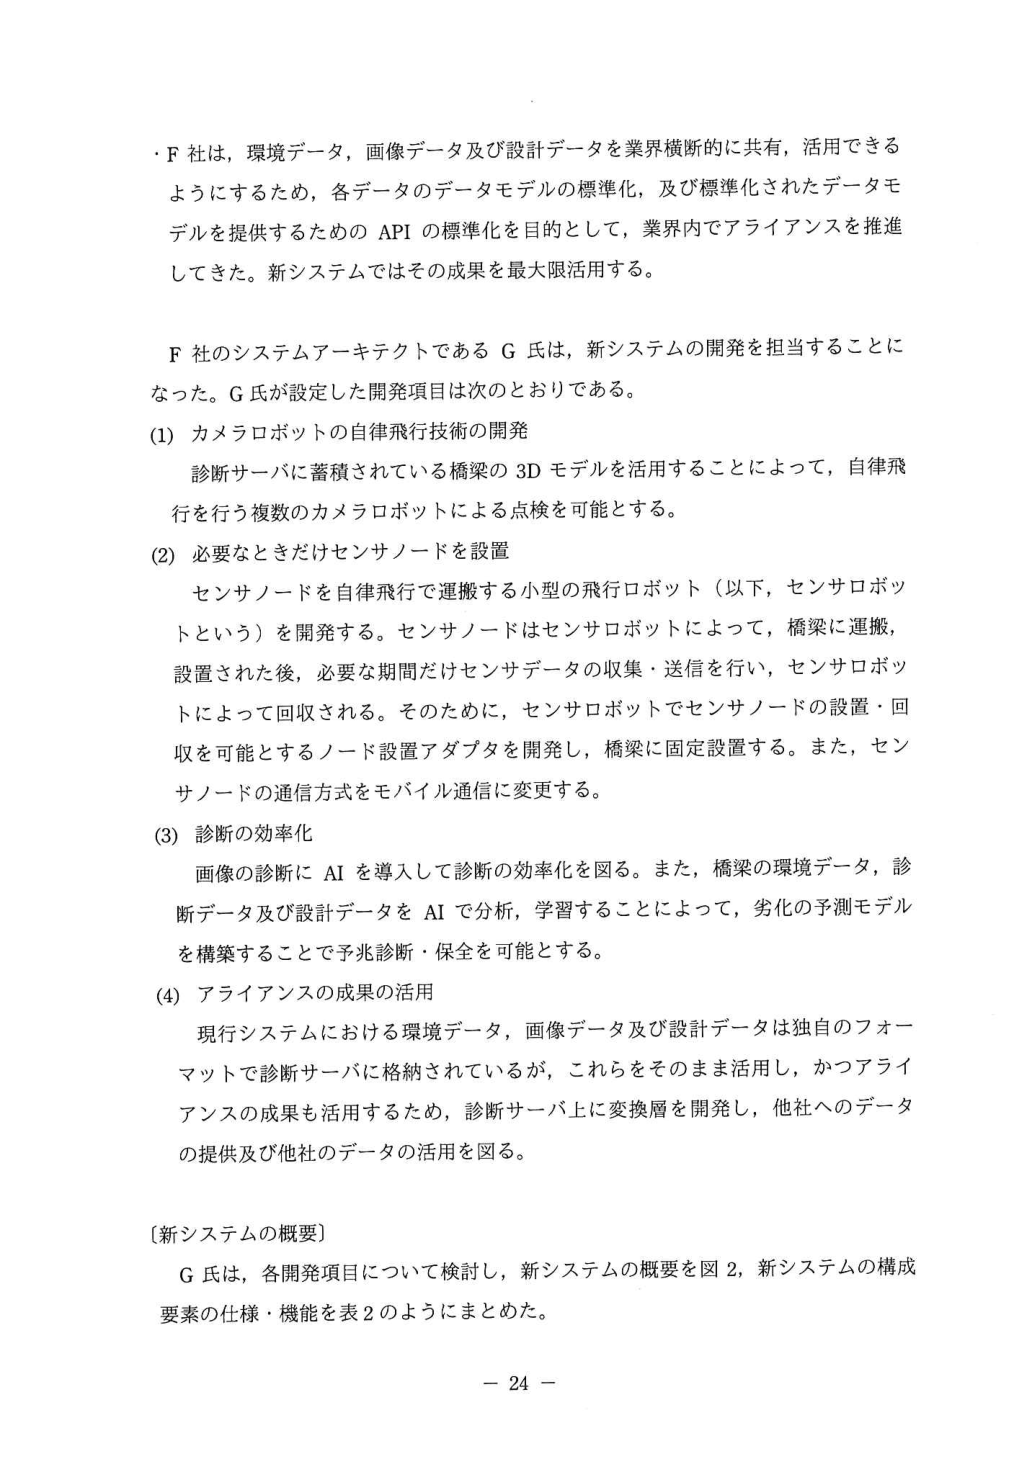 ・F 社は，環境データ，画像データ及び設計データを業界横断的に共有，活用できる
ようにするため，各データのデータモデルの標準化，及び標準化されたデータモ
デルを提供するための API の標準化を目的として，業界内でアライアンスを推進
してきた。新システムではその成果を最大限活用する。
F 社のシステムアーキテクトである G 氏は，新システムの開発を担当することに
なった。G 氏が設定した開発項目は次のとおりである。
(1) カメラロボットの自律飛行技術の開発
診断サーバに蓄積されている橋梁の 3D モデルを活用することによって，自律飛
行を行う複数のカメラロボットによる点検を可能とする。
(2) 必要なときだけセンサノードを設置
センサノードを自律飛行で運搬する小型の飛行ロボット（以下，センサロボッ
トという）を開発する。センサノードはセンサロボットによって，橋梁に運搬，
設置された後，必要な期間だけセンサデータの収集・送信を行い，センサロボッ
トによって回収される。そのために，センサロボットでセンサノードの設置・回
収を可能とするノード設置アダプタを開発し，橋梁に固定設置する。また，セン
サノードの通信方式をモバイル通信に変更する。
(3) 診断の効率化
画像の診断に AI を導入して診断の効率化を図る。また，橋梁の環境データ，診
断データ及び設計データを AI で分析，学習することによって，劣化の予測モデル
を構築することで予兆診断・保全を可能とする。
(4) アライアンスの成果の活用
現行システムにおける環境データ，画像データ及び設計データは独自のフォー
マットで診断サーバに格納されているが，これらをそのまま活用し，かつアライ
アンスの成果も活用するため，診断サーバ上に変換層を開発し，他社へのデータ
の提供及び他社のデータの活用を図る。
〔新システムの概要〕
G 氏は，各開発項目について検討し，新システムの概要を図 2，新システムの構成
要素の仕様・機能を表 2 のようにまとめた。
－ 24 －